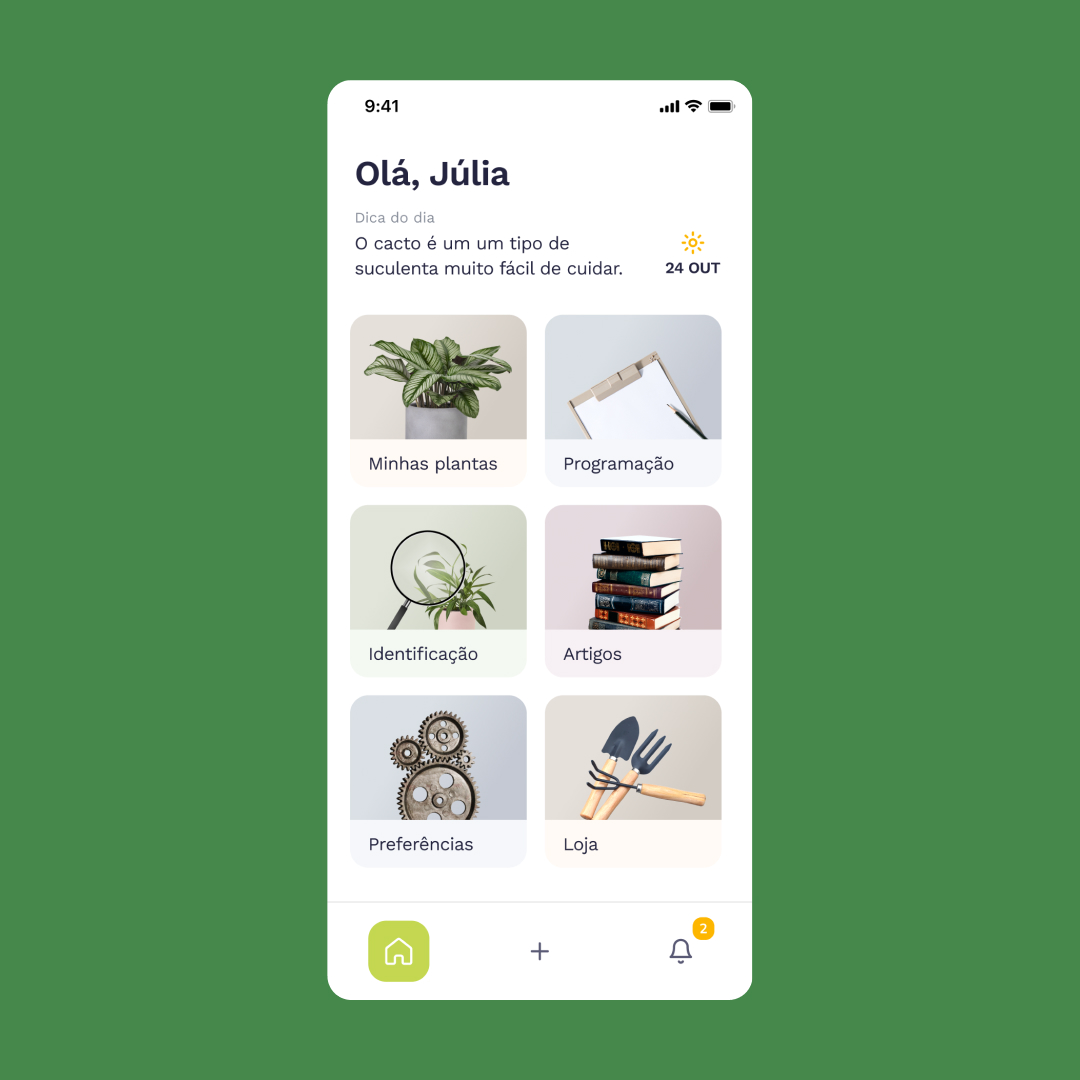 9:41
Olá, Júlia
Dica do dia
O cacto é um um tipo de
suculenta muito fácil de cuidar.
24 OUT
Minhas plantas
Programação
Identificação
Artigos
Preferências
Loja
2